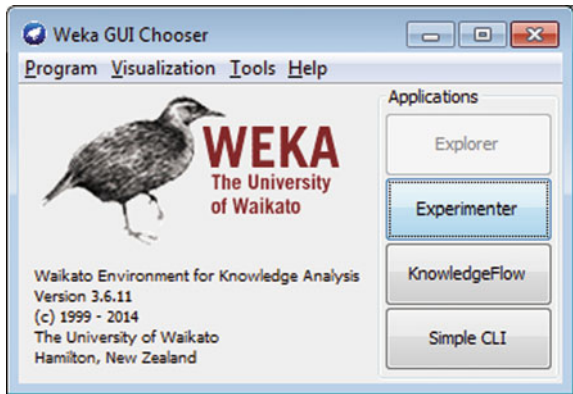 Weka GUI Chooser
Program Visualization Tools Help
Applications
WEKA
The University
of Waikato
Explorer
Experimenter
KnowledgeFlow
Simple CLI
Waikato Environment for Knowledge Analysis
Version 3.6.11
(c) 1999 - 2014
The University of Waikato
Hamilton, New Zealand